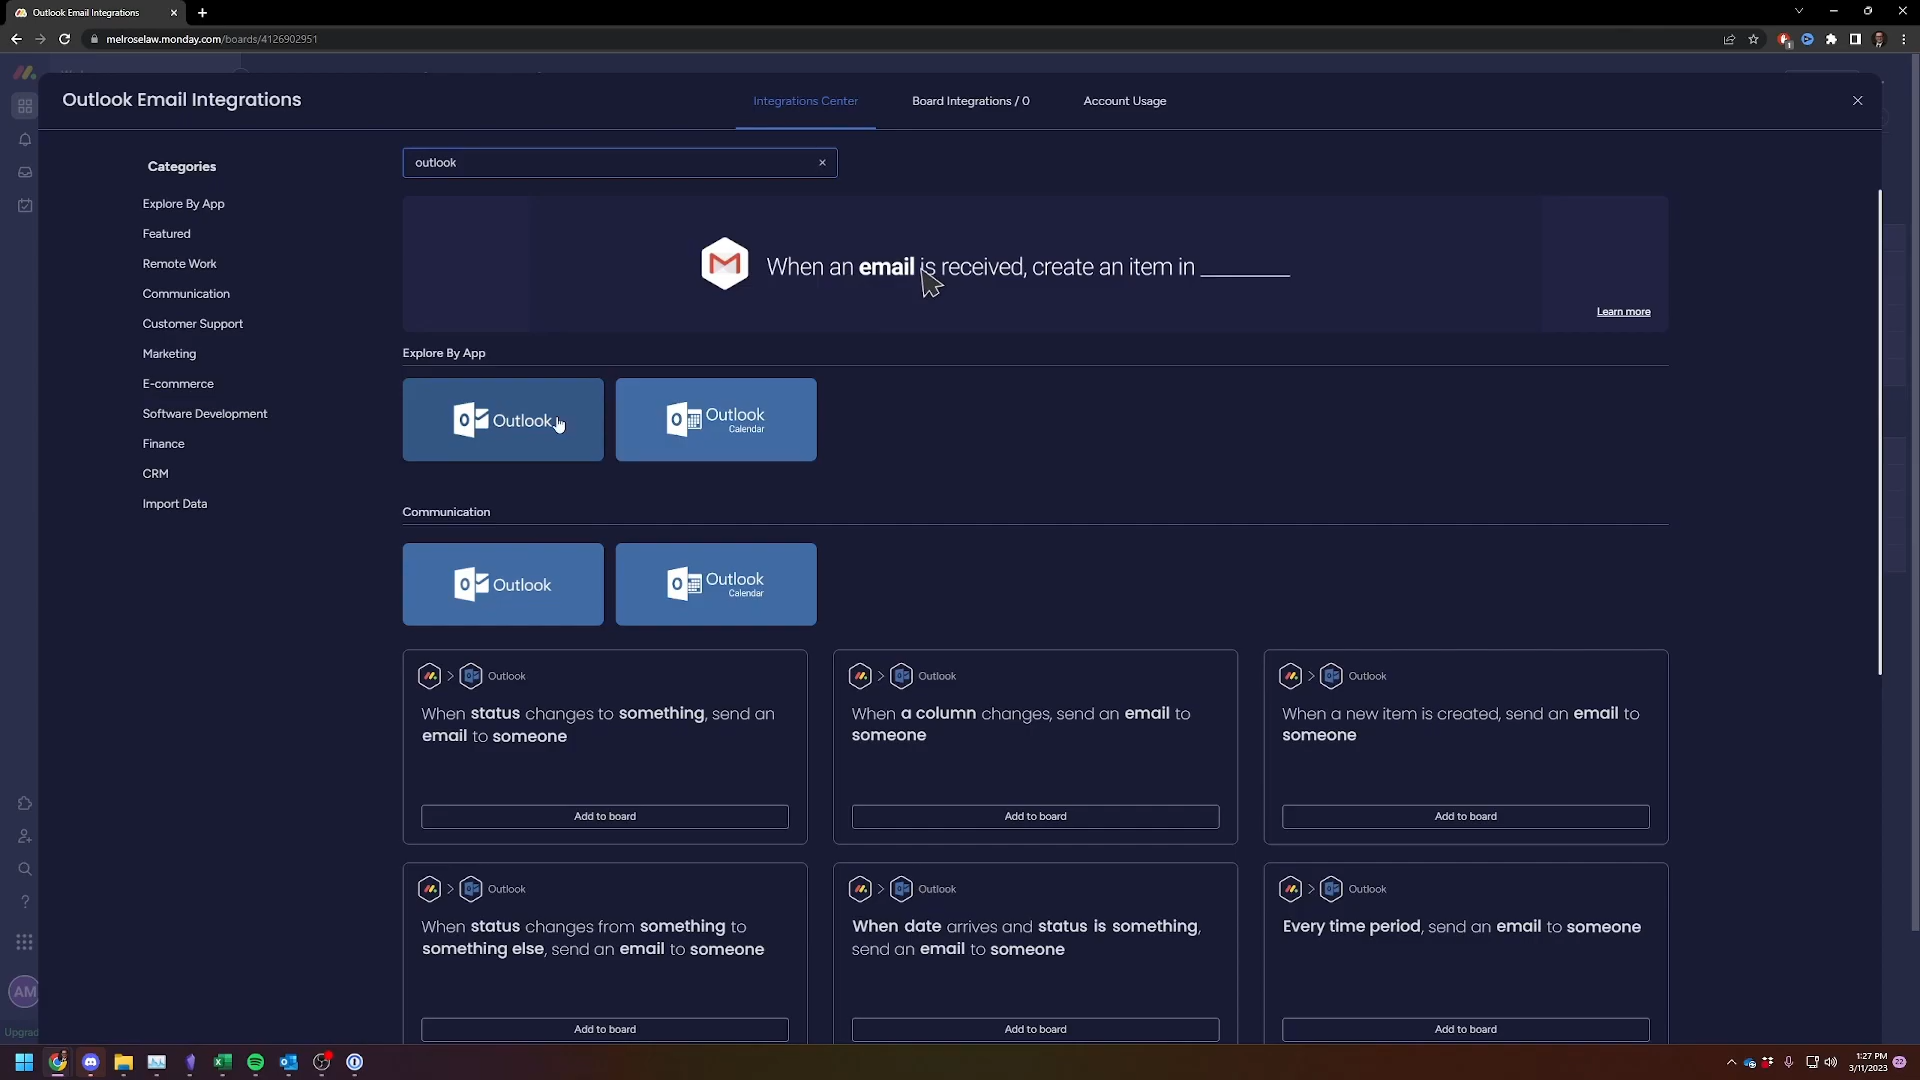 Outlook Email Integrations
melroselaw.monday.com/boards/4126902951
Outlook Email Integrations
Integrations Center
Board Integrations / 0
Account Usage
Categories
Explore By App
Featured
Remote Work
Communication
Customer Support
Marketing
E-commerce
Software Development
Finance
CRM
Import Data
outlook
When an email is received, create an item in __________
Learn more
Explore By App
Outlook
Outlook
Calendar
Communication
Outlook
Outlook
Calendar
Outlook
When status changes to something, send an
email to someone
Add to board
Outlook
When a column changes, send an email to
someone
Add to board
Outlook
When a new item is created, send an email to
someone
Add to board
Outlook
When status changes from something to
something else, send an email to someone
Add to board
Outlook
When date arrives and status is something,
send an email to someone
Add to board
Outlook
Every time period, send an email to someone
Add to board
AM
Upgrad
1:27 PM
3/11/2023
22